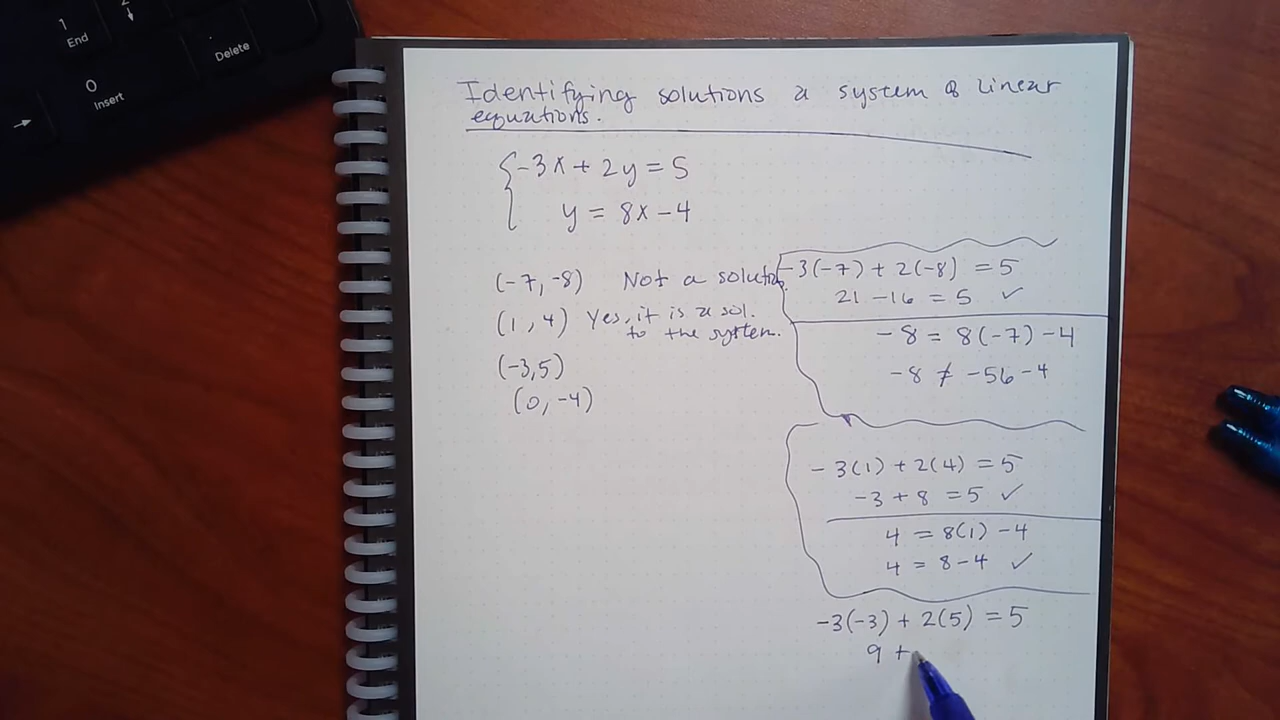 1
End
2
↓
.
Delete
0
Insert
→
Identifying solutions a system of linear
equations.
-3x + 2y = 5
y = 8x - 4
(-7, -8) Not a solution.
(1, 4) Yes, it is a sol.
to the system.
(-3, 5)
(0, -4)
-3(-7) + 2(-8) = 5
21 - 16 = 5 ✓
-8 = 8(-7) - 4
-8 ≠ -56 - 4
-3(1) + 2(4) = 5
-3 + 8 = 5 ✓
4 = 8(1) - 4
4 = 8 - 4 ✓
-3(-3) + 2(5) = 5
9 +